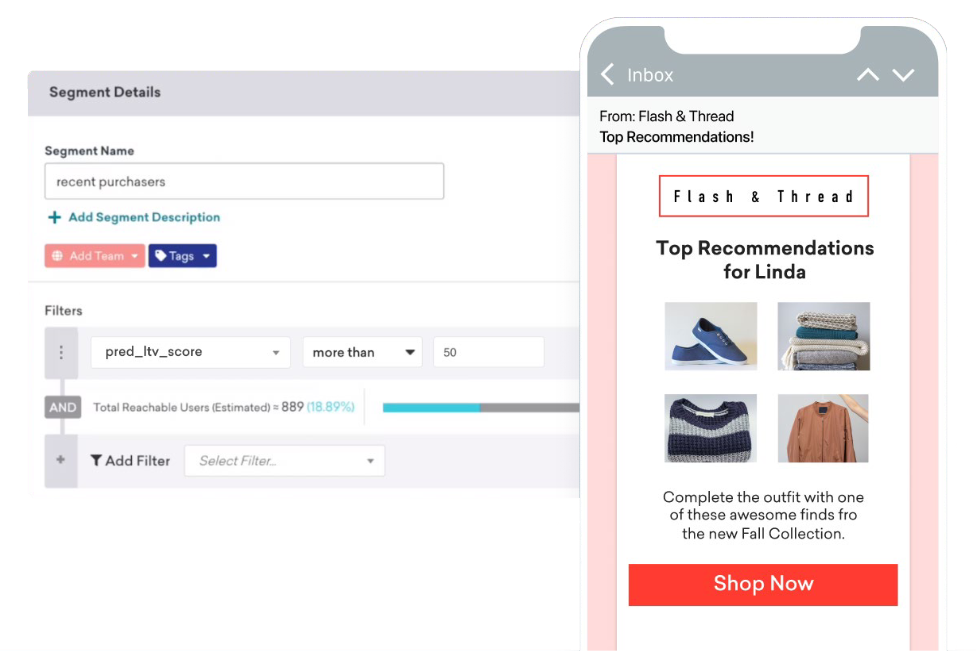 Segment Details
Segment Name
recent purchasers
+ Add Segment Description
Add Team
Tags
Filters
pred_ltv_score
more than
50
AND
Total Reachable Users (Estimated) = 889 (18.89%)
+
Add Filter
Select Filter...
Inbox
From: Flash & Thread
Top Recommendations!
Flash & Thread
Top Recommendations
for Linda
Complete the outfit with one
of these awesome finds fro
the new Fall Collection.
Shop Now